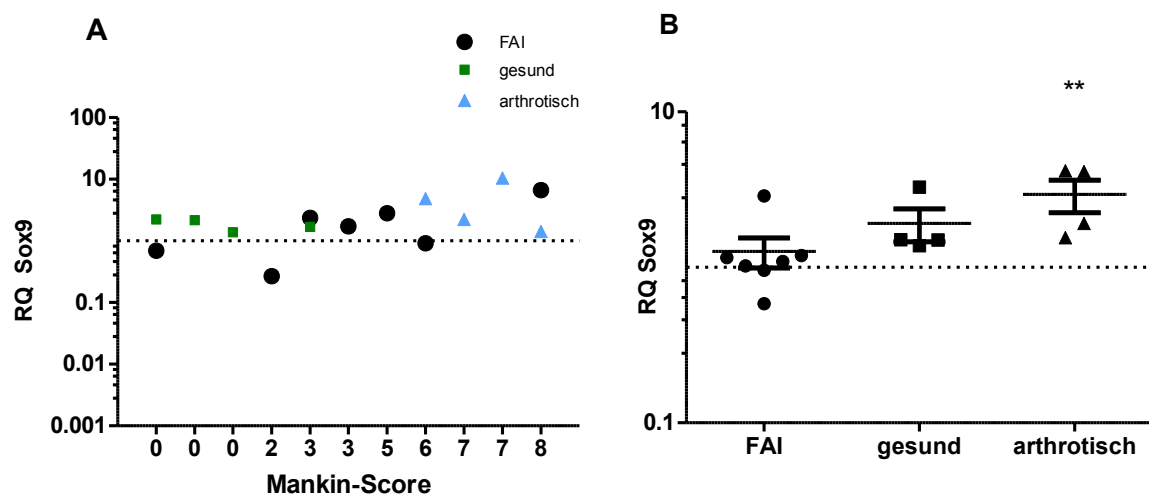 A
FAI
gesund
arthrotisch
RQ Sox9
100
10
1
0.1
0.01
0.001
0 0 0 2 3 3 5 6 7 7 8
Mankin-Score
B
**
RQ Sox9
10
0.1
FAI gesund arthrotisch